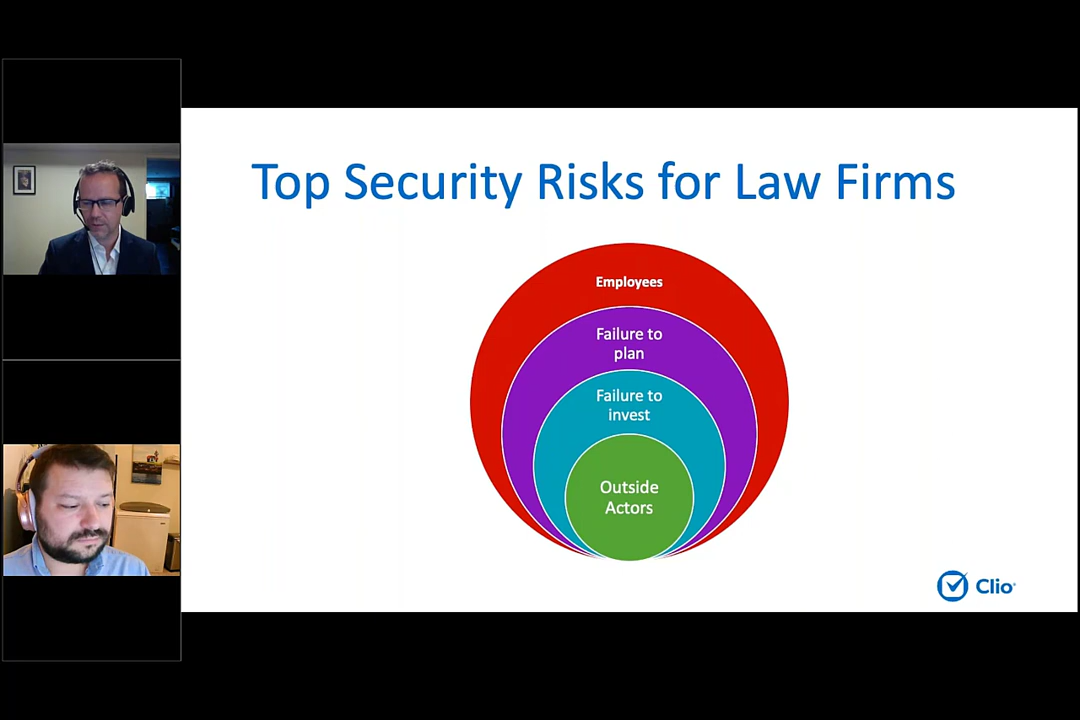 Top Security Risks for Law Firms
Employees
Failure to
plan
Failure to
invest
Outside
Actors
Clio